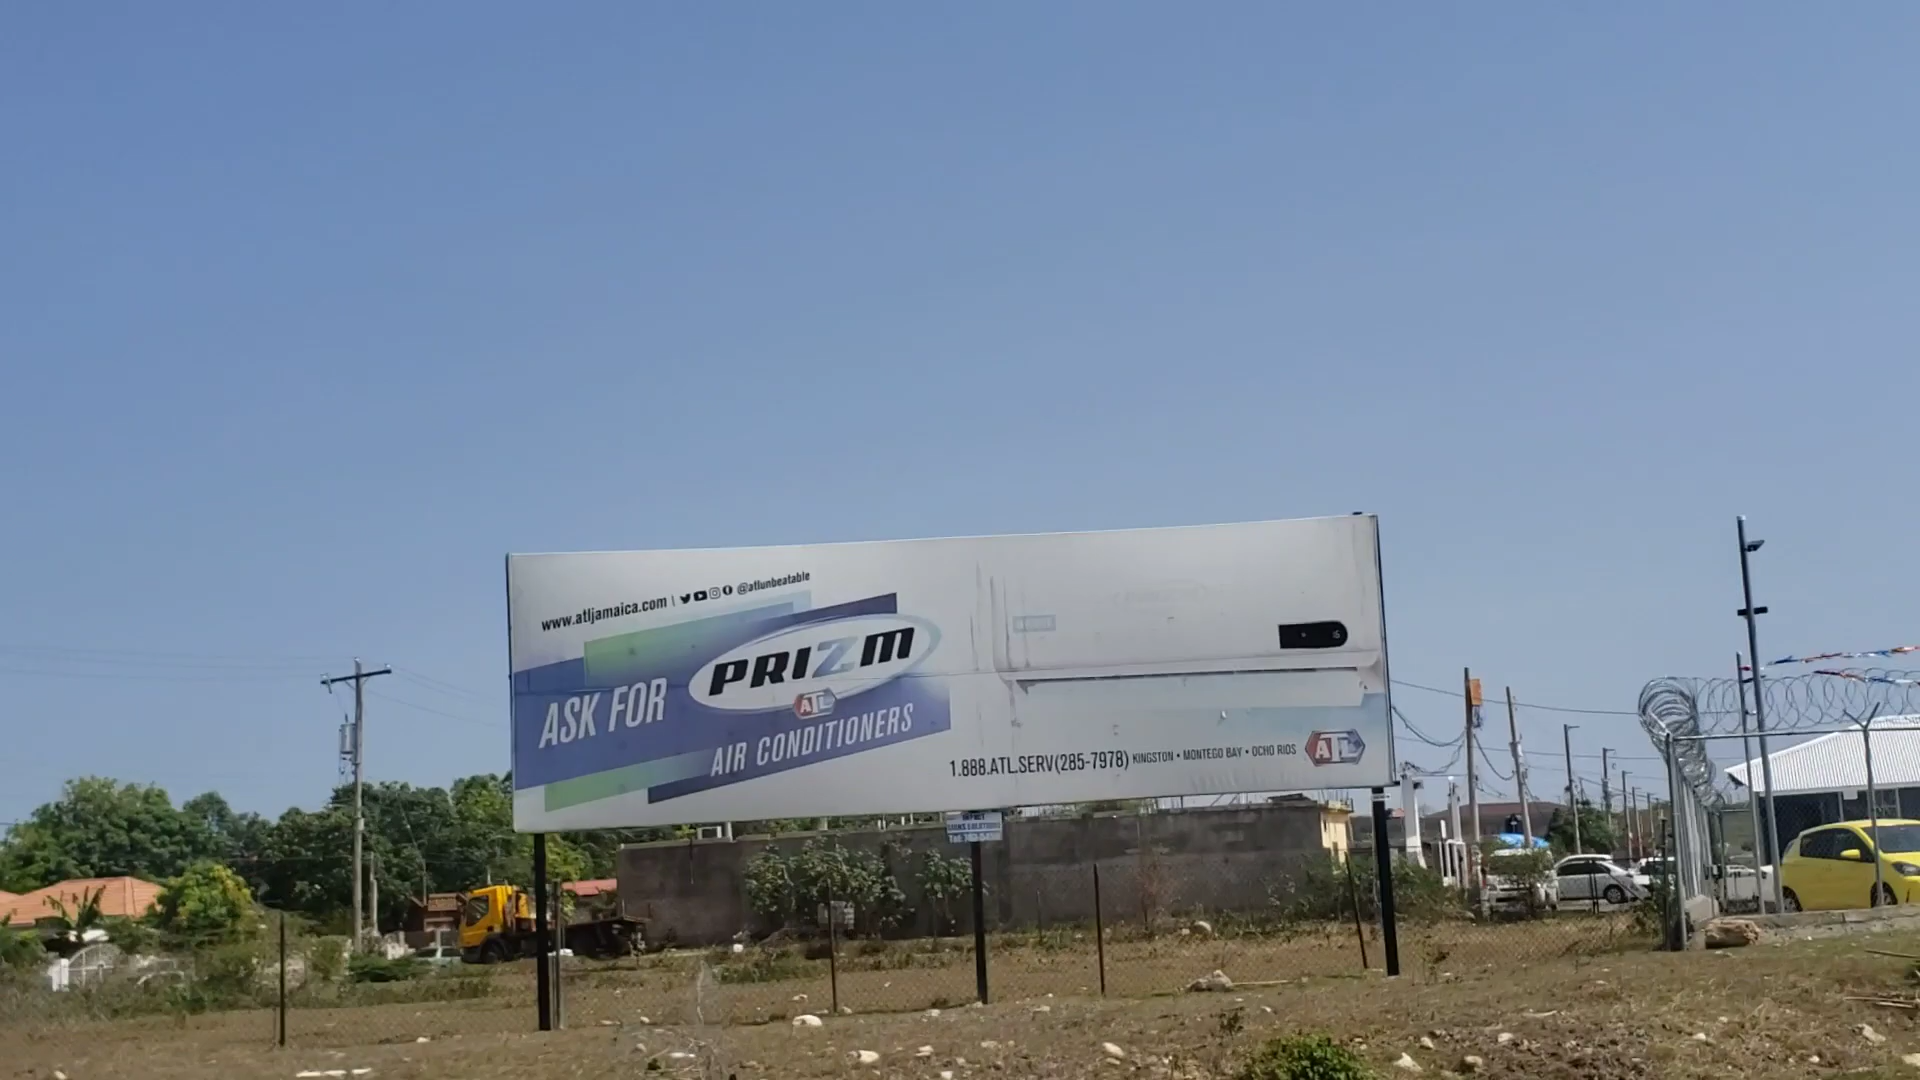 www.atljamaica.com | @atlunbeatable
ASK FOR
PRIZM
ATL
AIR CONDITIONERS
16
1.888.ATL.SERV(285-7978) KINGSTON • MONTEGO BAY • OCHO RIOS
ATL